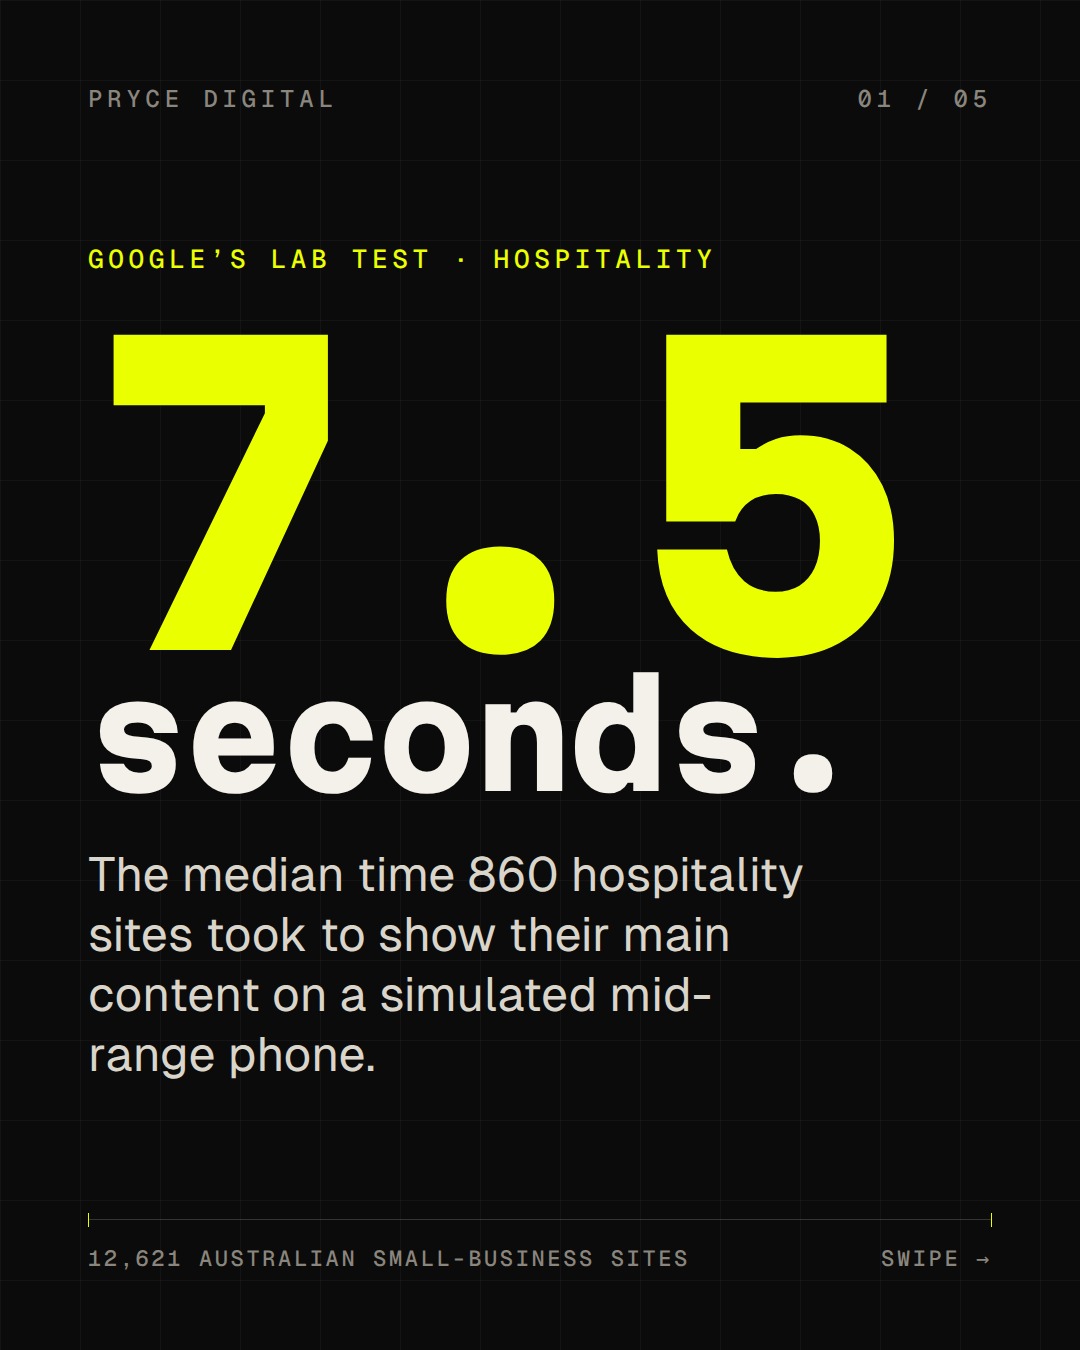 PRYCE DIGITAL
01 / 05
GOOGLE’S LAB TEST · HOSPITALITY
7.5
seconds.
The median time 860 hospitality
sites took to show their main
content on a simulated mid-
range phone.
12,621 AUSTRALIAN SMALL-BUSINESS SITES
SWIPE →